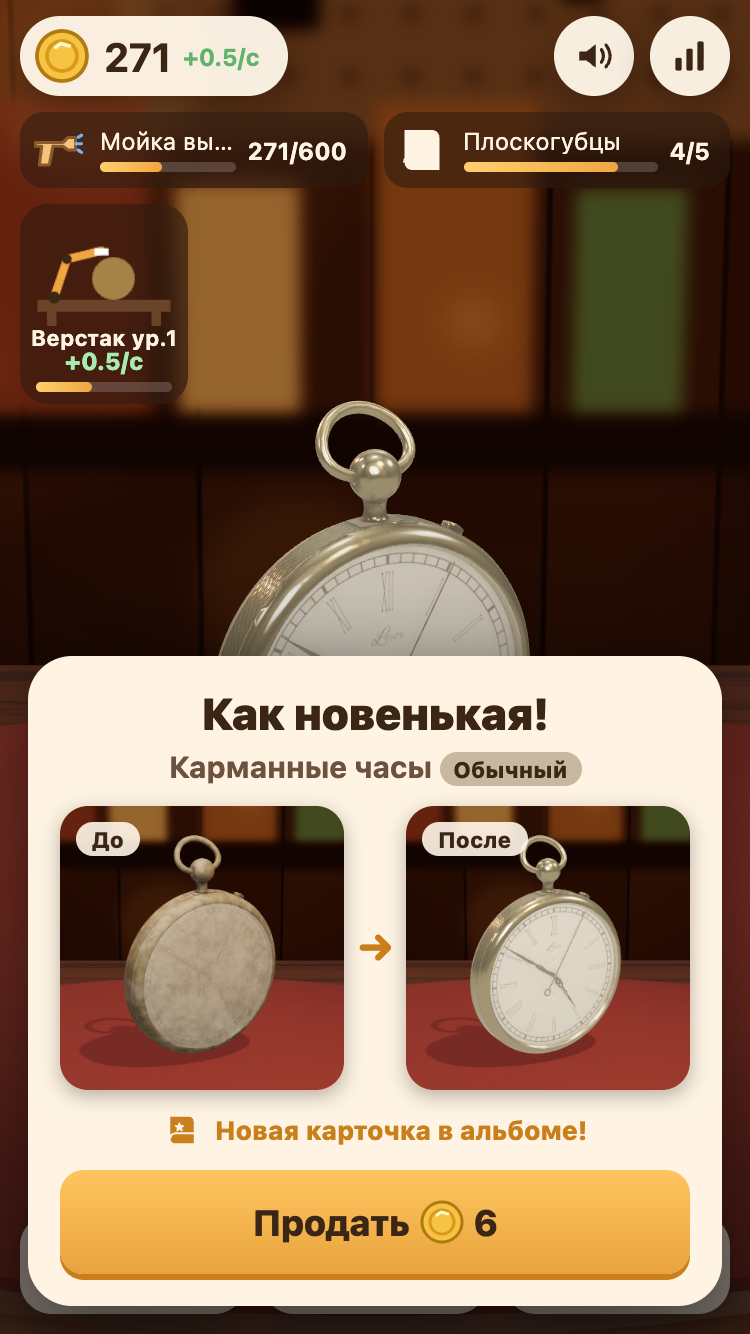 271 +0.5/с
Мойка вы... 271/600
Плоскогубцы 4/5
Верстак ур.1
+0.5/с
Как новенькая!
Карманные часы Обычный
До
После
Новая карточка в альбоме!
Продать 6